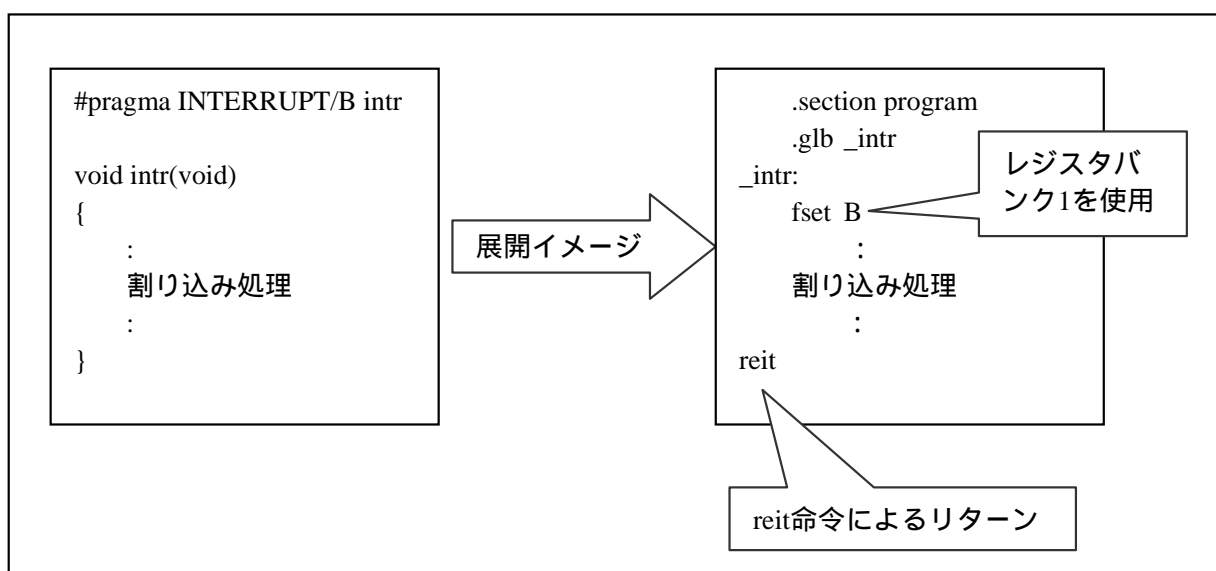 #pragma INTERRUPT/B intr
void intr(void)
{
:
割り込み処理
:
}
展開イメージ
.section program
.glb _intr
_intr:
fset B
:
割り込み処理
:
reit
レジスタバ
ンク1を使用
reit命令によるリターン